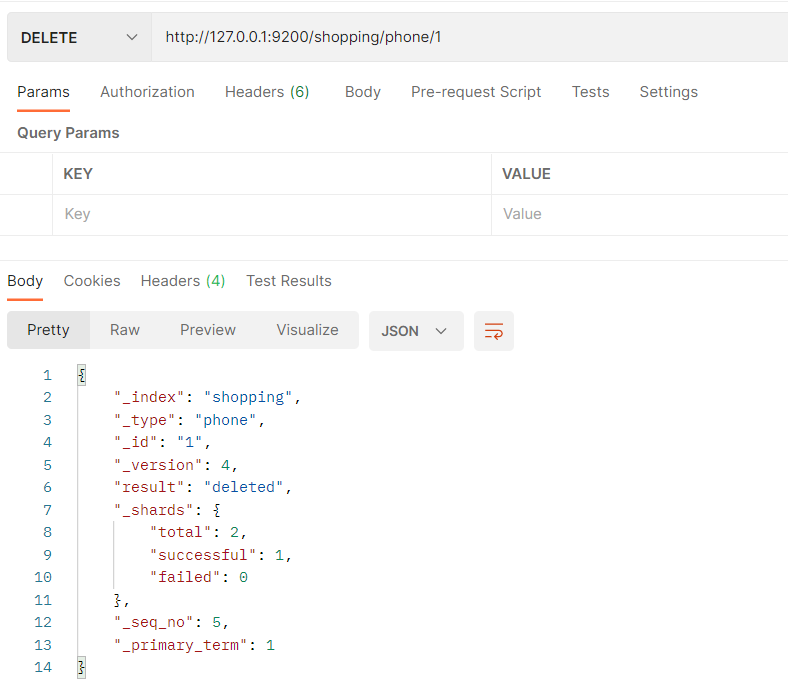 DELETE http://127.0.0.1:9200/shopping/phone/1
Params Authorization Headers (6) Body Pre-request Script Tests Settings
Query Params
KEY VALUE
Key Value
Body Cookies Headers (4) Test Results
Pretty Raw Preview Visualize JSON
1 {
2 "_index": "shopping",
3 "_type": "phone",
4 "_id": "1",
5 "_version": 4,
6 "result": "deleted",
7 "_shards": {
8 "total": 2,
9 "successful": 1,
10 "failed": 0
11 },
12 "_seq_no": 5,
13 "_primary_term": 1
14 }